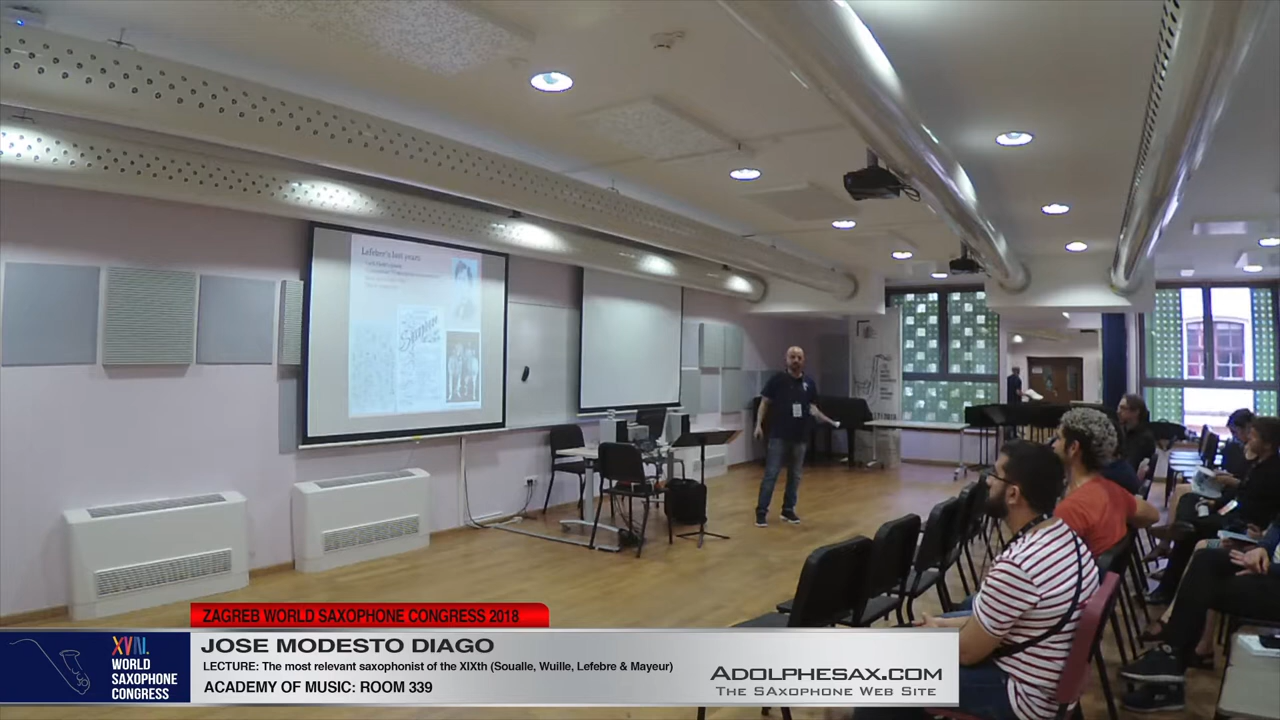 Lefebre's last years
ZAGREB WORLD SAXOPHONE CONGRESS 2018
XVIII.
WORLD
SAXOPHONE
CONGRESS
JOSE MODESTO DIAGO
LECTURE: The most relevant saxophonist of the XIXth (Soualle, Wuille, Lefebre & Mayeur)
ACADEMY OF MUSIC: ROOM 339
ADOLPHESAX.COM
THE SAXOPHONE WEB SITE